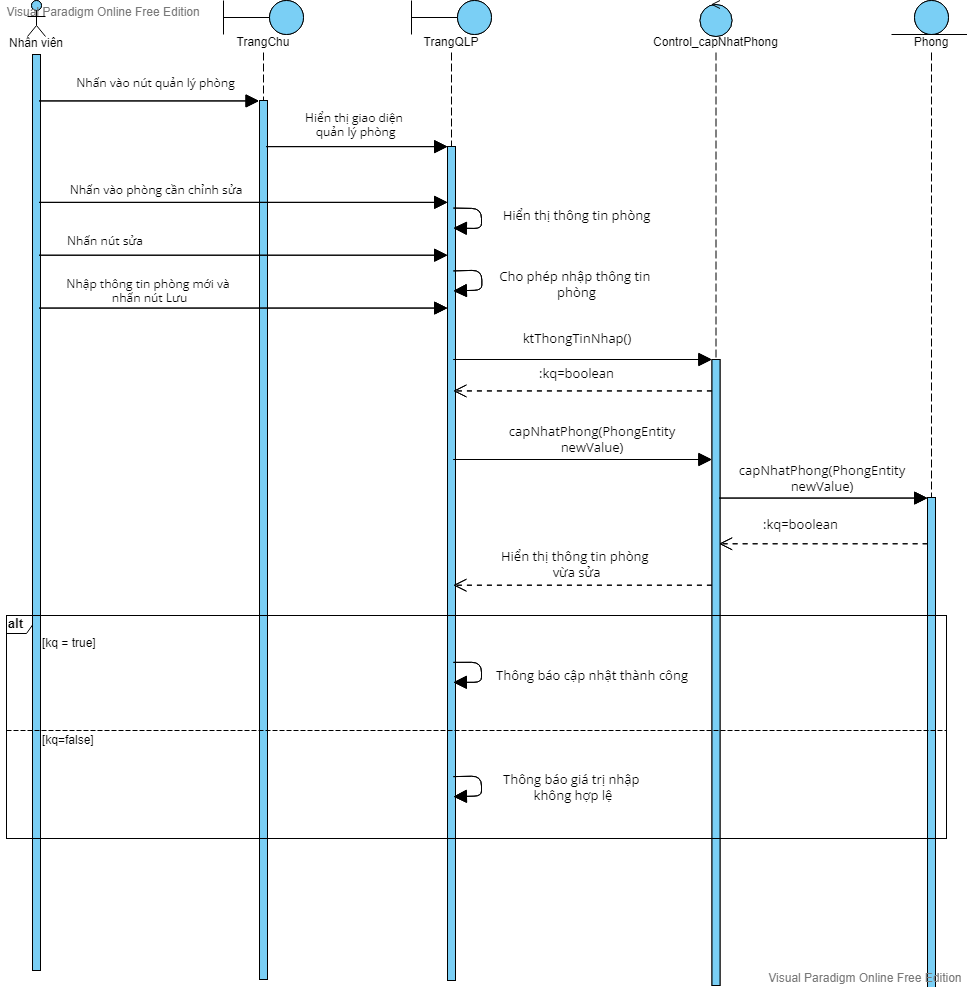 Visual Paradigm Online Free Edition
Nhân viên
TrangChu
TrangQLP
Control_capNhatPhong
Phong
Nhấn vào nút quản lý phòng
Hiển thị giao diện
quản lý phòng
Nhấn vào phòng cần chỉnh sửa
Hiển thị thông tin phòng
Nhấn nút sửa
Cho phép nhập thông tin
phòng
Nhập thông tin phòng mới và
nhấn nút Lưu
ktThongTinNhap()
:kq=boolean
capNhatPhong(PhongEntity
newValue)
capNhatPhong(PhongEntity
newValue)
:kq=boolean
Hiển thị thông tin phòng
vừa sửa
alt
[kq = true]
Thông báo cập nhật thành công
[kq=false]
Thông báo giá trị nhập
không hợp lệ
Visual Paradigm Online Free Edition